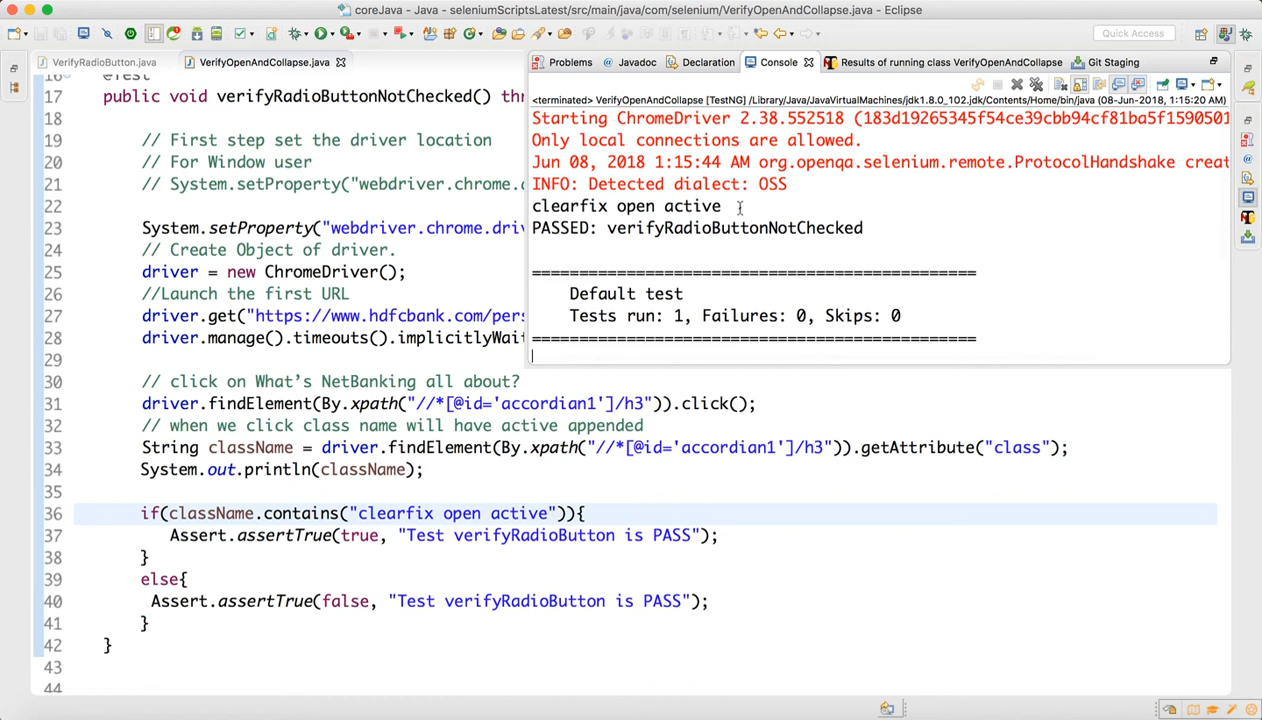 coreJava - seleniumScriptsLatest/src/main/java/com/selenium/VerifyOpenAndCollapse.java - Eclipse
Quick Access
VerifyRadioButton.java
VerifyOpenAndCollapse.java
16 @Test
17 public void verifyRadioButtonNotChecked() thr
18
19 // First step set the driver location
20 // For Window user
21 // System.setProperty("webdriver.chrome.
22
23 System.setProperty("webdriver.chrome.driv
24 // Create Object of driver.
25 driver = new ChromeDriver();
26 //Launch the first URL
27 driver.get("https://www.hdfcbank.com/pers
28 driver.manage().timeouts().implicitlyWait
29
30 // click on What’s NetBanking all about?
31 driver.findElement(By.xpath("//*[@id='accordian1']/h3")).click();
32 // when we click class name will have active appended
33 String className = driver.findElement(By.xpath("//*[@id='accordian1']/h3")).getAttribute("class");
34 System.out.println(className);
35
36 if(className.contains("clearfix open active")){
37 Assert.assertTrue(true, "Test verifyRadioButton is PASS");
38 }
39 else{
40 Assert.assertTrue(false, "Test verifyRadioButton is PASS");
41 }
42 }
43
44
Problems
Javadoc
Declaration
Console
Results of running class VerifyOpenAndCollapse
Git Staging
<terminated> VerifyOpenAndCollapse [TestNG] /Library/Java/JavaVirtualMachines/jdk1.8.0_102.jdk/Contents/Home/bin/java (08-Jun-2018, 1:15:20 AM)
Starting ChromeDriver 2.38.552518 (183d19265345f54ce39cbb94cf81ba5f1590501
Only local connections are allowed.
Jun 08, 2018 1:15:44 AM org.openqa.selenium.remote.ProtocolHandshake creat
INFO: Detected dialect: OSS
clearfix open active
PASSED: verifyRadioButtonNotChecked
===============================================
Default test
Tests run: 1, Failures: 0, Skips: 0
===============================================